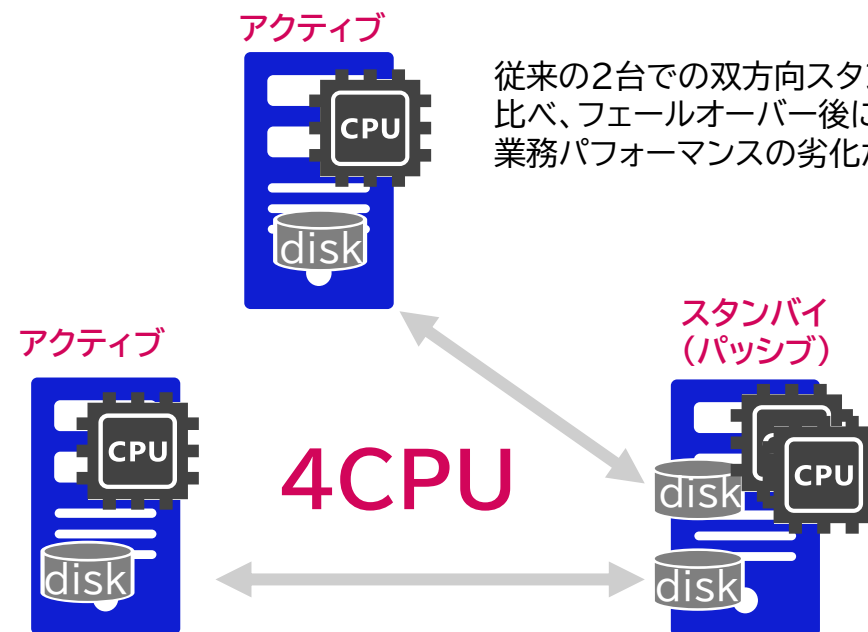 アクティブ
従来の2台での双方向スタ
比べ、フェールオーバー後に
業務パフォーマンスの劣化
CPU
disk
アクティブ
スタンバイ
(パッシブ)
CPU
4CPU
disk
CPU
disk
disk